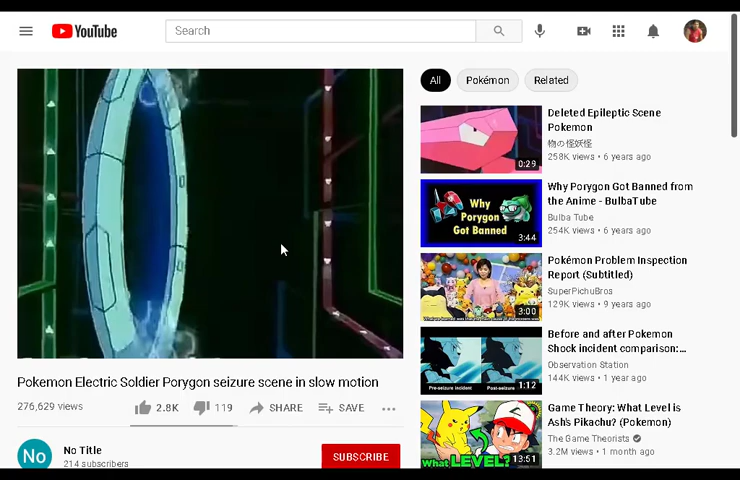 YouTube
Search
All
Pokémon
Related
Deleted Epileptic Scene
Pokemon
物の怪妖怪
258K views • 6 years ago
0:29
Why Porygon Got Banned from
the Anime - BulbaTube
Bulba Tube
254K views • 6 years ago
Why
Porygon
Got Banned
3:44
Pokémon Problem Inspection
Report (Subtitled)
SuperPichuBros
129K views • 9 years ago
3:00
Before and after Pokemon
Shock incident comparison:...
Observation Station
144K views • 1 year ago
Pre-seizure incident
Post-seizure
1:12
Game Theory: What Level is
Ash's Pikachu? (Pokemon)
The Game Theorists
3.2M views • 1 month ago
What LEVEL?
13:51
Pokemon Electric Soldier Porygon seizure scene in slow motion
276,629 views
2.8K
119
SHARE
SAVE
No
No Title
214 subscribers
SUBSCRIBE